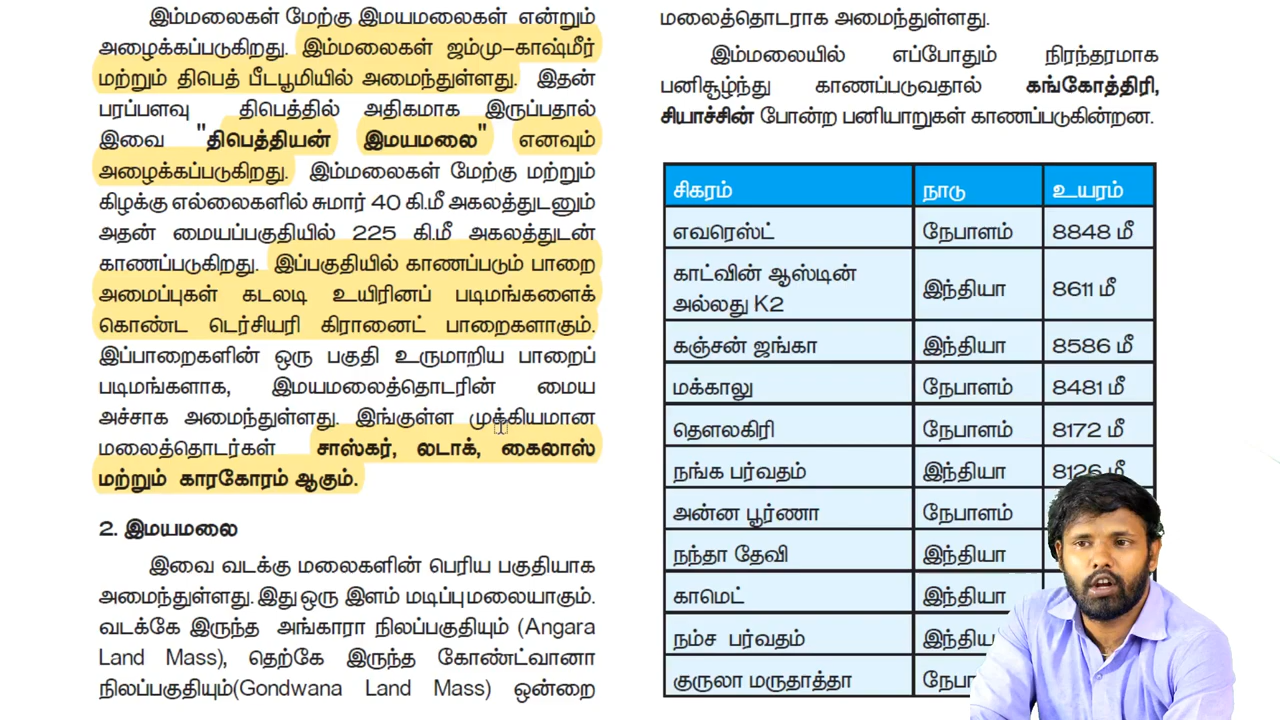 இம்மலைகள் மேற்கு இமயமலைகள் என்றும்
அழைக்கப்படுகிறது. இம்மலைகள் ஜம்மு–காஷ்மீர்
மற்றும் திபெத் பீடபூமியில் அமைந்துள்ளது. இதன்
பரப்பளவு திபெத்தில் அதிகமாக இருப்பதால்
இவை "திபெத்தியன் இமயமலை" எனவும்
அழைக்கப்படுகிறது. இம்மலைகள் மேற்கு மற்றும்
கிழக்கு எல்லைகளில் சுமார் 40 கி.மீ அகலத்துடனும்
அதன் மையப்பகுதியில் 225 கி.மீ அகலத்துடன்
காணப்படுகிறது. இப்பகுதியில் காணப்படும் பாறை
அமைப்புகள் கடலடி உயிரினப் படிமங்களைக்
கொண்ட டெர்சியரி கிரானைட் பாறைகளாகும்.
இப்பாறைகளின் ஒரு பகுதி உருமாறிய பாறைப்
படிமங்களாக, இமயமலைத்தொடரின் மைய
அச்சாக அமைந்துள்ளது. இங்குள்ள முக்கியமான
மலைத்தொடர்கள் சாஸ்கர், லடாக், கைலாஸ்
மற்றும் காரகோரம் ஆகும்.
2. இமயமலை
இவை வடக்கு மலைகளின் பெரிய பகுதியாக
அமைந்துள்ளது. இது ஒரு இளம் மடிப்பு மலையாகும்.
வடக்கே இருந்த அங்காரா நிலப்பகுதியும் (Angara
Land Mass), தெற்கே இருந்த கோண்ட்வானா
நிலப்பகுதியும்(Gondwana Land Mass) ஒன்றை
மலைத்தொடராக அமைந்துள்ளது.
இம்மலையில் எப்போதும் நிரந்தரமாக
பனிசூழ்ந்து காணப்படுவதால் கங்கோத்திரி,
சியாச்சின் போன்ற பனியாறுகள் காணப்படுகின்றன.
சிகரம் நாடு உயரம்
எவரெஸ்ட் நேபாளம் 8848 மீ
காட்வின் ஆஸ்டின்
அல்லது K2 இந்தியா 8611 மீ
கஞ்சன் ஜங்கா இந்தியா 8586 மீ
மக்காலு நேபாளம் 8481 மீ
தௌலகிரி நேபாளம் 8172 மீ
நங்க பர்வதம் இந்தியா 8126 மீ
அன்ன பூர்ணா நேபாளம்
நந்தா தேவி இந்தியா
காமெட் இந்தியா
நம்ச பர்வதம்
குருலா மருதாத்தா